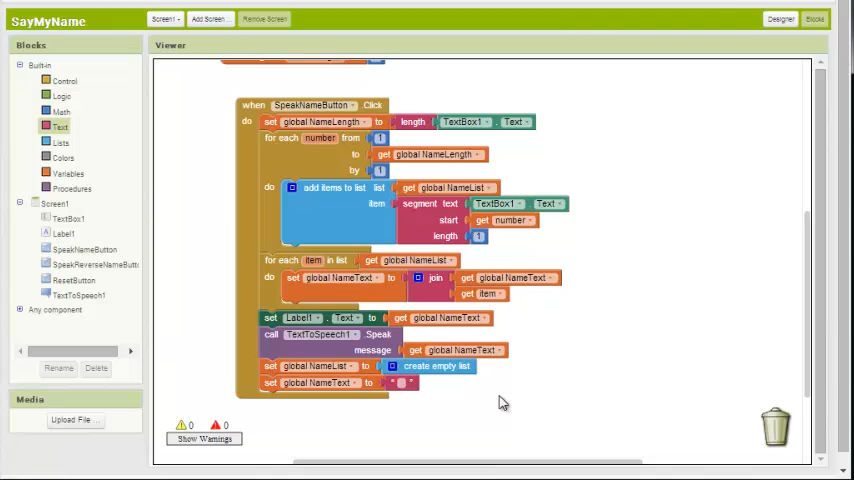 SayMyName
Screen1
Add Screen ...
Remove Screen
Designer
Blocks
Blocks
Built-in
Control
Logic
Math
Text
Lists
Colors
Variables
Procedures
Screen1
TextBox1
Label1
SpeakNameButton
SpeakReverseNameButto
ResetButton
TextToSpeech1
Any component
Rename
Delete
Media
Upload File ...
Viewer
when SpeakNameButton .Click
do set global NameLength to length TextBox1 . Text
for each number from 1
to get global NameLength
by 1
do add items to list list get global NameList
item segment text TextBox1 . Text
start get number
length 1
for each item in list get global NameList
do set global NameText to join get global NameText
get item
set Label1 . Text to get global NameText
call TextToSpeech1 .Speak
message get global NameText
set global NameList to create empty list
set global NameText to " "
0 0
Show Warnings